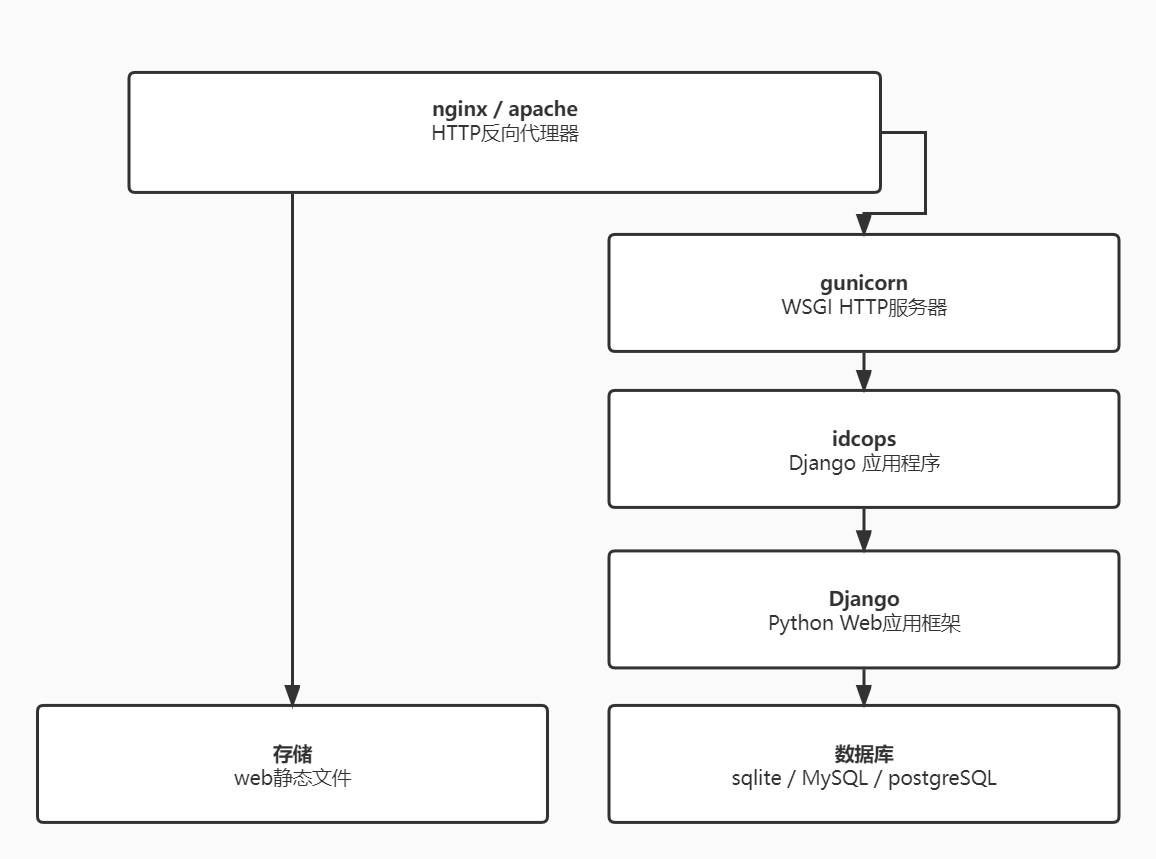 nginx / apache
HTTP反向代理器
gunicorn
WSGI HTTP服务器
idcops
Django 应用程序
Django
Python Web应用框架
存储
web静态文件
数据库
sqlite / MySQL / postgreSQL